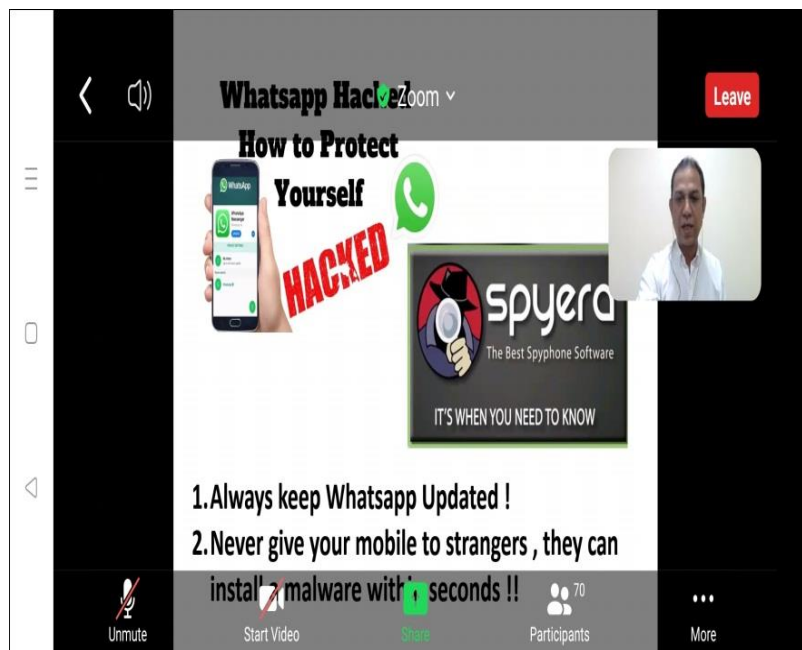 Whatsapp Hacked
Zoom
Leave
How to Protect
Yourself
WhatsApp
HACKED
spyera
The Best Spyphone Software
IT'S WHEN YOU NEED TO KNOW
1.Always keep Whatsapp Updated !
2.Never give your mobile to strangers , they can
install a malware within seconds !!
70
Unmute
Start Video
Share
Participants
More